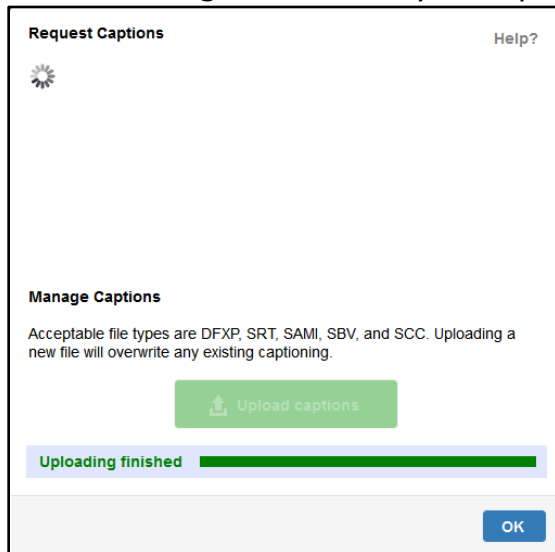 Request Captions
Help?
Manage Captions
Acceptable file types are DFXP, SRT, SAMI, SBV, and SCC. Uploading a
new file will overwrite any existing captioning.
Upload captions
Uploading finished
OK